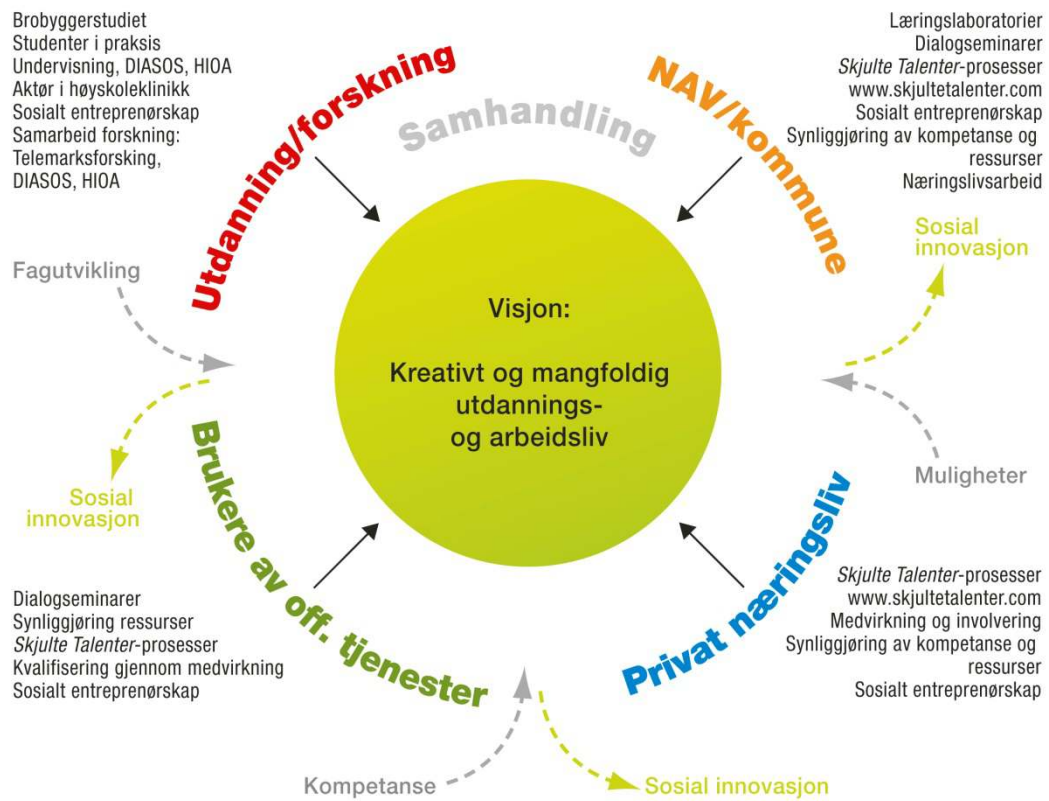 Brobyggerstudiet
Studenter i praksis
Undervisning, DIASOS, HIOA
Aktør i høyskoleklinikk
Sosialt entreprenørskap
Samarbeid forskning:
Telemarksforsking,
DIASOS, HIOA
Utdanning/forskning
Samhandling
NAV/kommune
Læringslaboratorier
Dialogseminarer
Skjulte Talenter-prosesser
www.skjultetalenter.com
Sosialt entreprenørskap
Synliggjøring av kompetanse og
ressurser
Næringslivsarbeid
Fagutvikling
Sosial
innovasjon
Visjon:
Kreativt og mangfoldig
utdannings-
og arbeidsliv
Sosial
innovasjon
Muligheter
Brukere av off. tjenester
Privat næringsliv
Dialogseminarer
Synliggjøring ressurser
Skjulte Talenter-prosesser
Kvalifisering gjennom medvirkning
Sosialt entreprenørskap
Skjulte Talenter-prosesser
www.skjultetalenter.com
Medvirkning og involvering
Synliggjøring av kompetanse og
ressurser
Sosialt entreprenørskap
Kompetanse
Sosial innovasjon